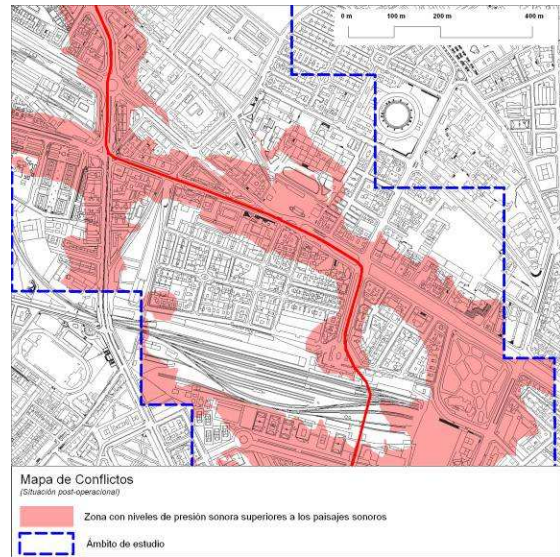 0 m 100 m 200 m 400 m
Mapa de Conflictos
(Situación post-operacional)
Zona con niveles de presión sonora superiores a los paisajes sonoros
Ámbito de estudio